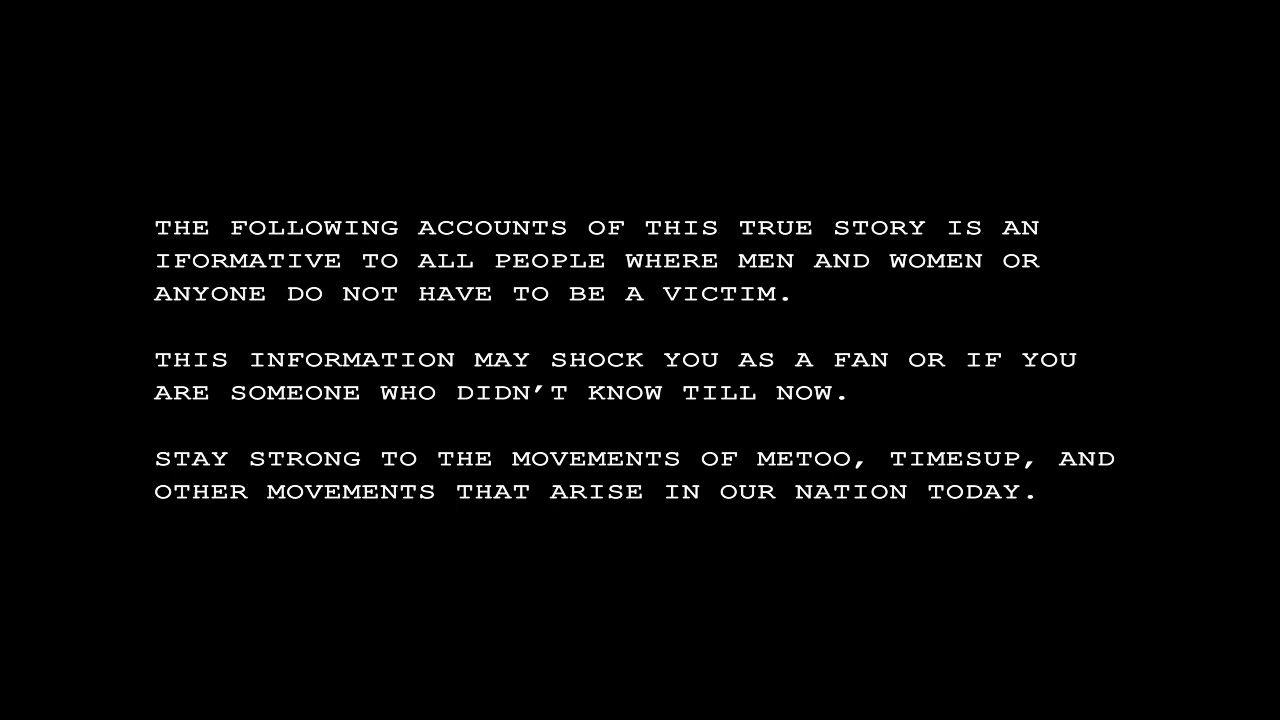 THE FOLLOWING ACCOUNTS OF THIS TRUE STORY IS AN
IFORMATIVE TO ALL PEOPLE WHERE MEN AND WOMEN OR
ANYONE DO NOT HAVE TO BE A VICTIM.
THIS INFORMATION MAY SHOCK YOU AS A FAN OR IF YOU
ARE SOMEONE WHO DIDN’T KNOW TILL NOW.
STAY STRONG TO THE MOVEMENTS OF METOO, TIMESUP, AND
OTHER MOVEMENTS THAT ARISE IN OUR NATION TODAY.